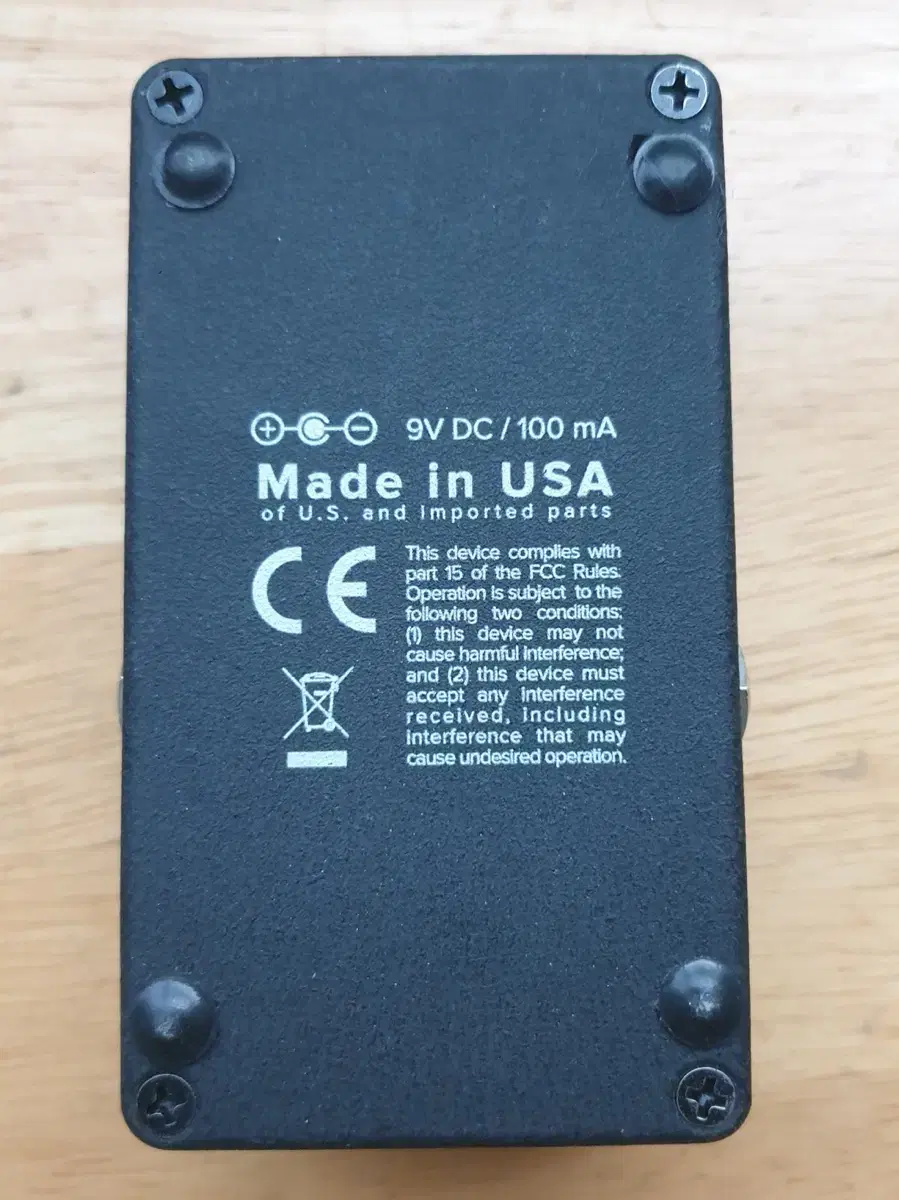 9V DC / 100 mA
Made in USA
of U.S. and Imported parts
CE
This device complies with
part 15 of the FCC Rules.
Operation is subject to the
following two conditions:
(1) this device may not
cause harmful interference;
and (2) this device must
accept any interference
received, including
interference that may
cause undesired operation.